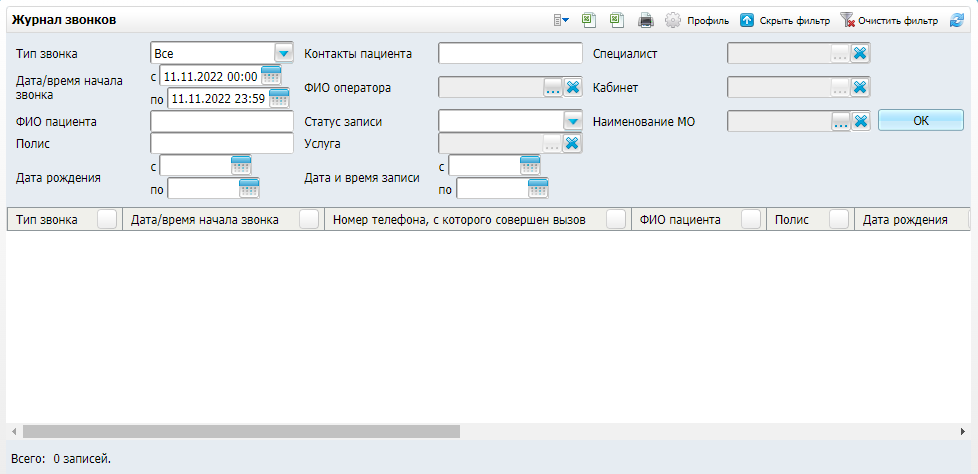 Журнал звонков
Профиль Скрыть фильтр Очистить фильтр
Тип звонка Все Контакты пациента Специалист ...
Дата/время начала звонка с 11.11.2022 00:00 по 11.11.2022 23:59 ФИО оператора ... Кабинет ...
ФИО пациента Статус записи Наименование МО ... ОК
Полис Услуга ...
Дата рождения с по Дата и время записи с по
Тип звонка Дата/время начала звонка Номер телефона, с которого совершен вызов ФИО пациента Полис Дата рождения
Всего: 0 записей.